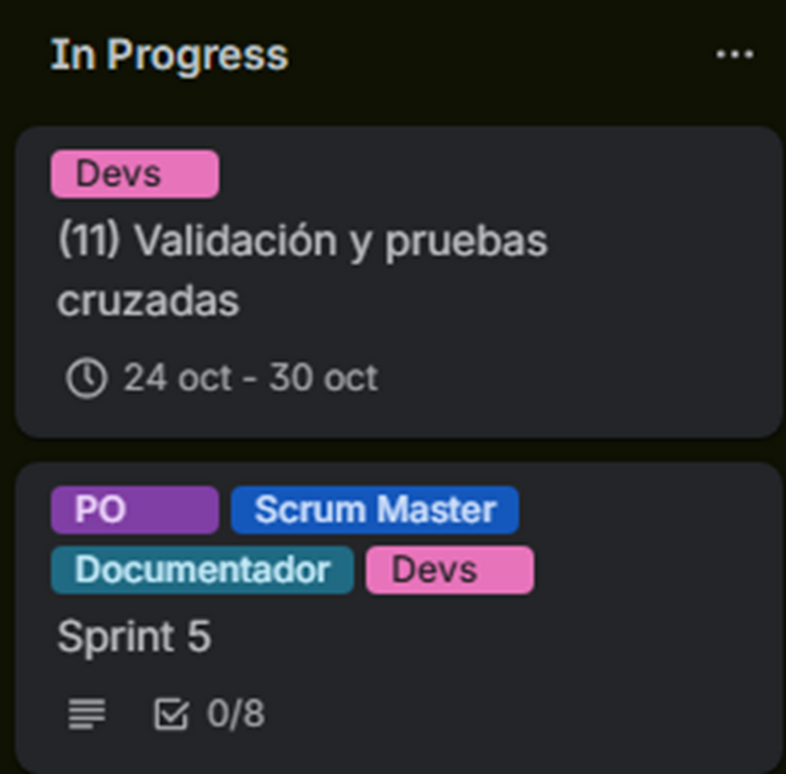 In Progress
Devs
(11) Validación y pruebas
cruzadas
24 oct - 30 oct
PO Scrum Master
Documentador Devs
Sprint 5
0/8